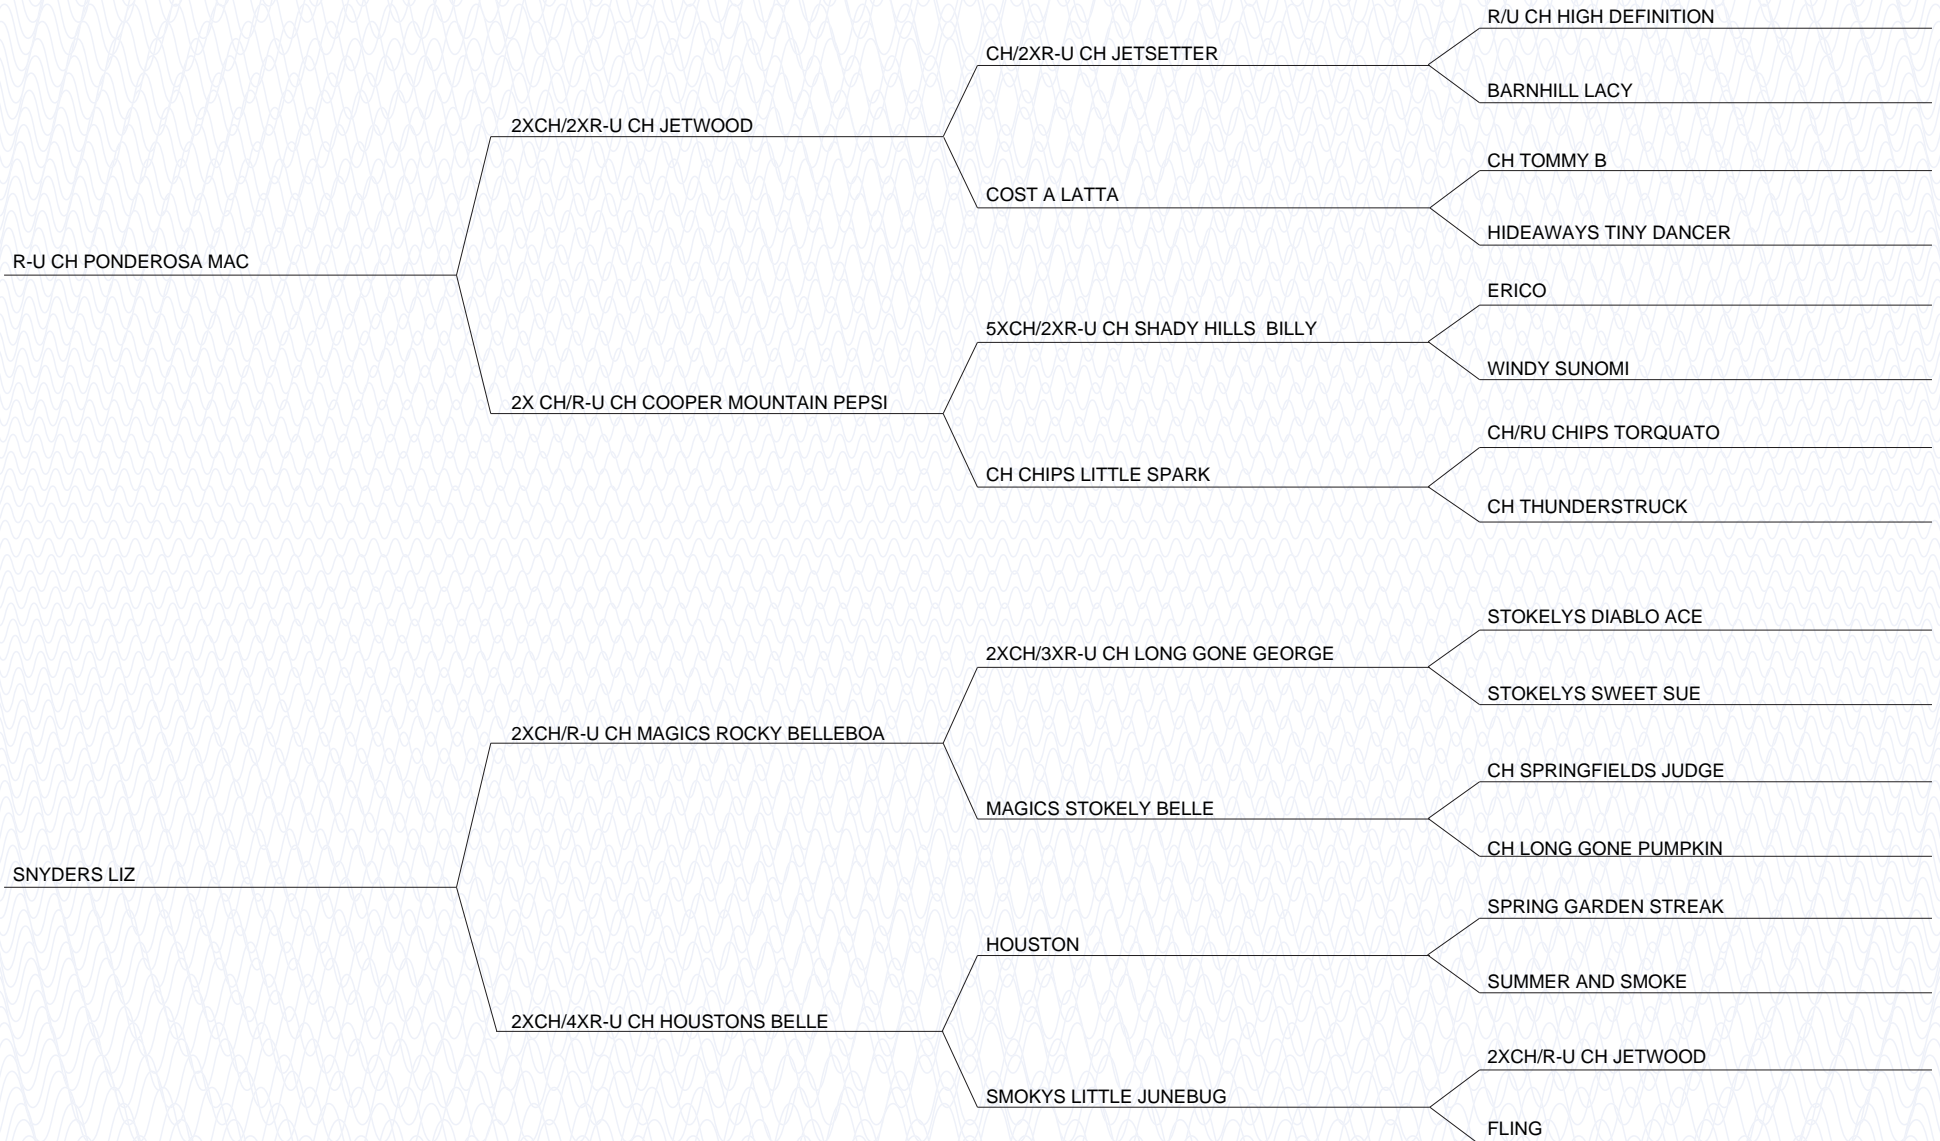 R/U CH HIGH DEFINITION
CH/2XR-U CH JETSETTER
BARNHILL LACY
2XCH/2XR-U CH JETWOOD
CH TOMMY B
COST A LATTA
HIDEAWAYS TINY DANCER
R-U CH PONDEROSA MAC
ERICO
5XCH/2XR-U CH SHADY HILLS  BILLY
WINDY SUNOMI
2X CH/R-U CH COOPER MOUNTAIN PEPSI
CH/RU CHIPS TORQUATO
CH CHIPS LITTLE SPARK
CH THUNDERSTRUCK
STOKELYS DIABLO ACE
2XCH/3XR-U CH LONG GONE GEORGE
STOKELYS SWEET SUE
2XCH/R-U CH MAGICS ROCKY BELLEBOA
CH SPRINGFIELDS JUDGE
MAGICS STOKELY BELLE
CH LONG GONE PUMPKIN
SNYDERS LIZ
SPRING GARDEN STREAK
HOUSTON
SUMMER AND SMOKE
2XCH/4XR-U CH HOUSTONS BELLE
2XCH/R-U CH JETWOOD
SMOKYS LITTLE JUNEBUG
FLING